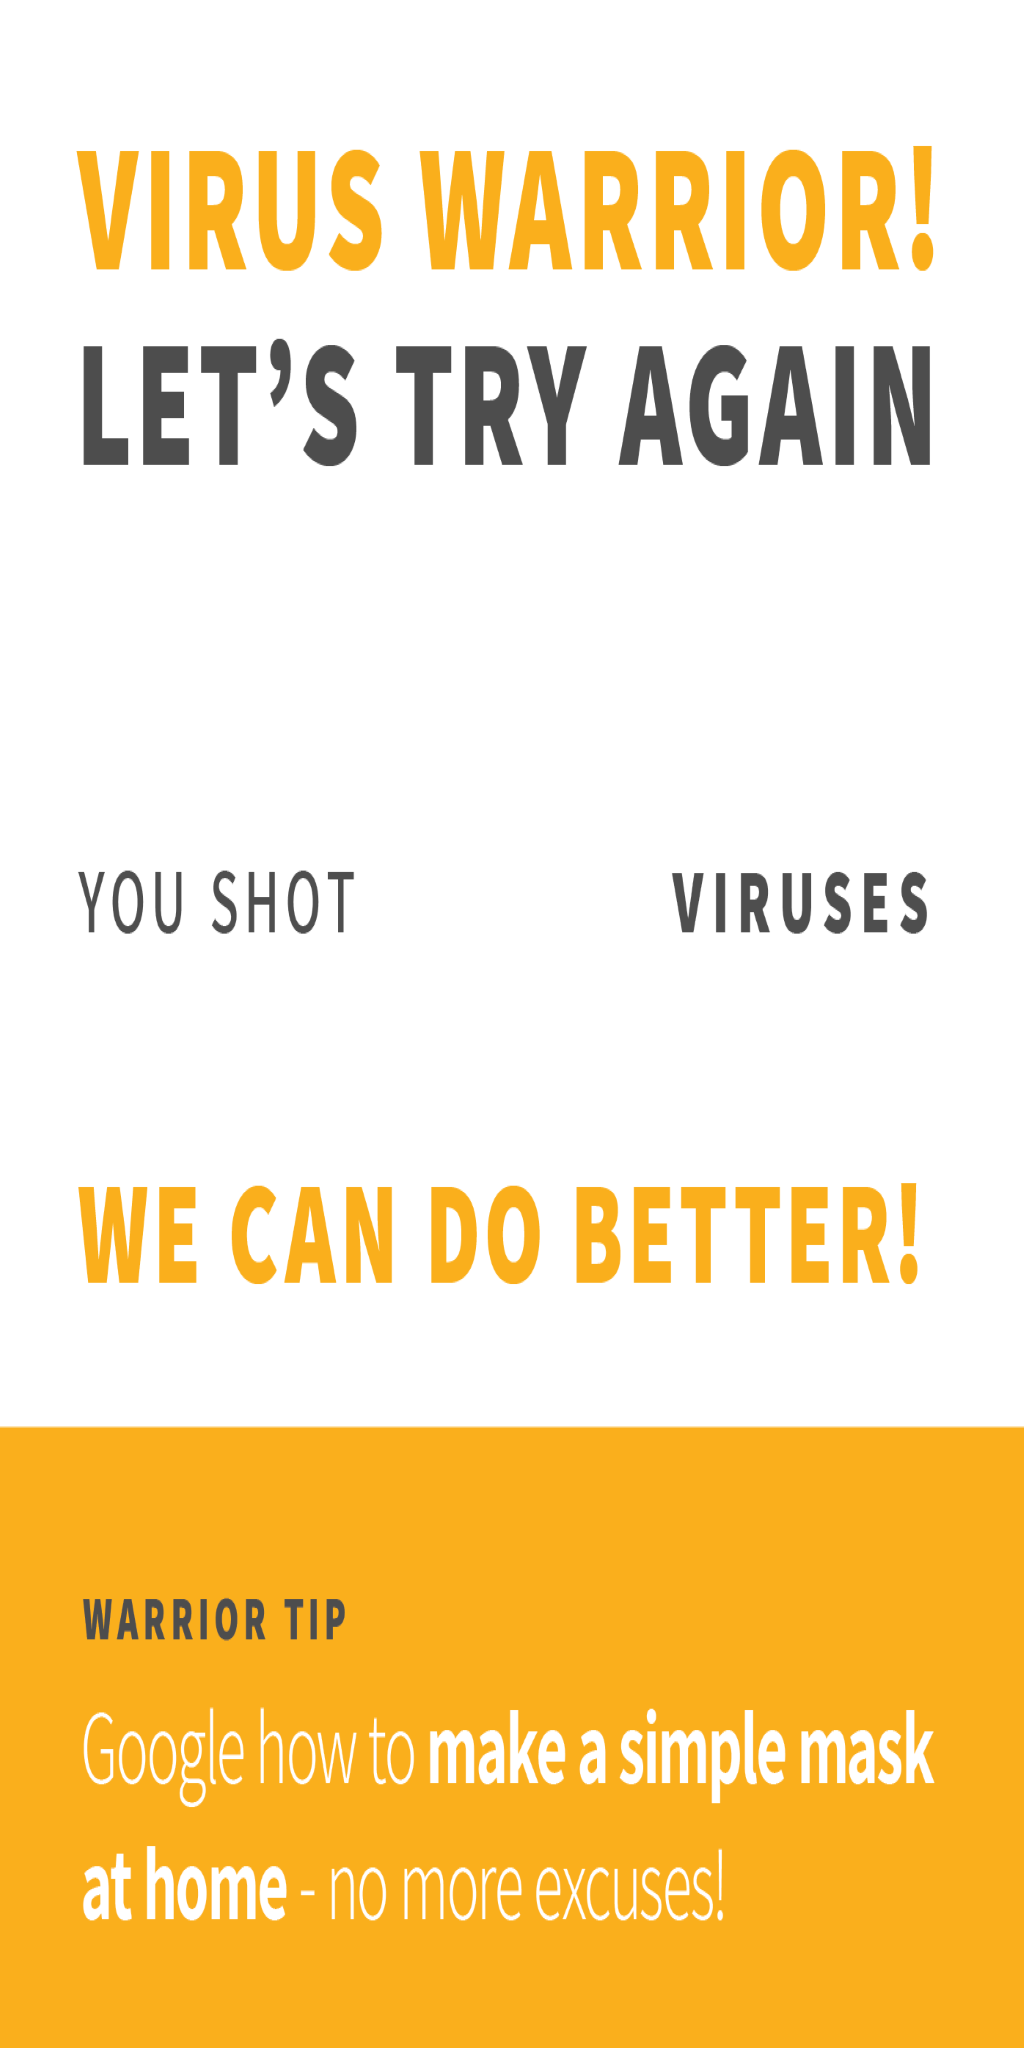 VIRUS WARRIOR!
LET’S TRY AGAIN
YOU SHOT VIRUSES
WE CAN DO BETTER!
WARRIOR TIP
Google how to make a simple mask
at home - no more excuses!